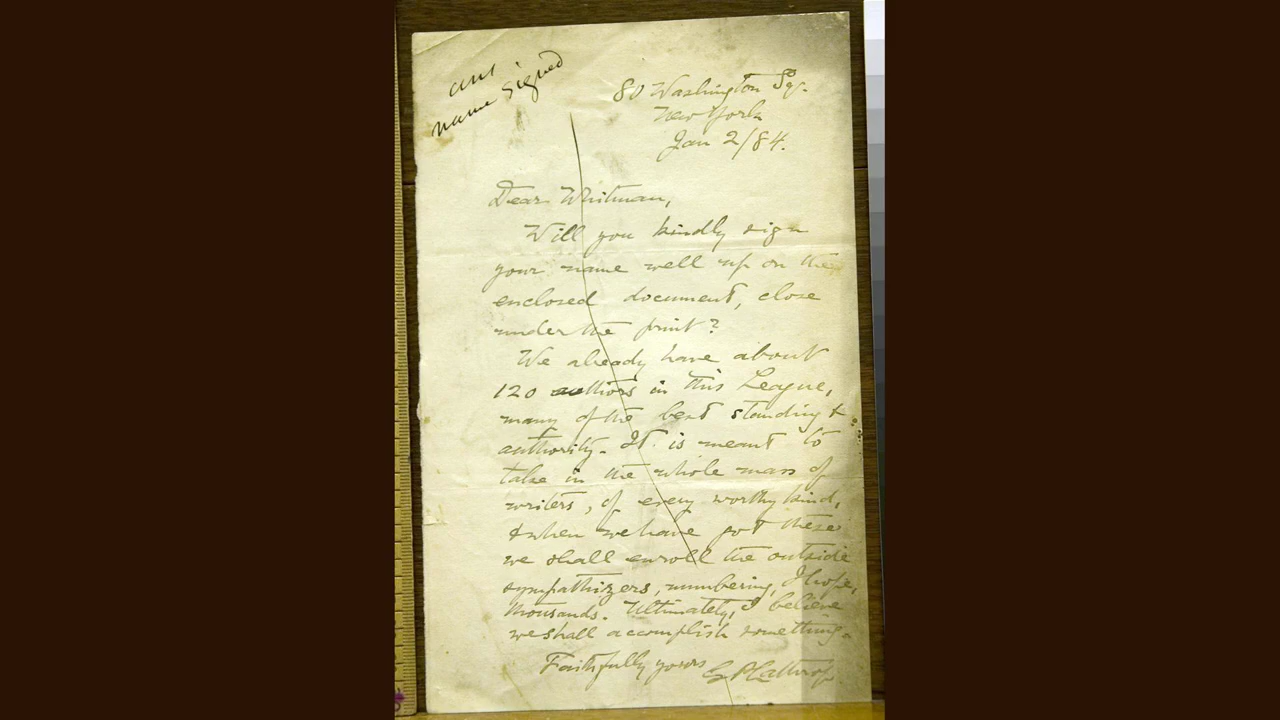 ans
name signed
80 Washington Sq.
New York
Jan 2/84.
Dear Whitman,
Will you kindly sign
your name well up on the
enclosed document, close
under the print?
We already have about
120 authors in this League,
many of the best standing &
authority. It is meant to
take in the whole mass of
writers, of every worthy kind,
& when we have got these
we shall enroll the outside
sympathizers, numbering, I hope,
thousands. Ultimately, I believe
we shall accomplish something.
Faithfully yours G P Lathrop